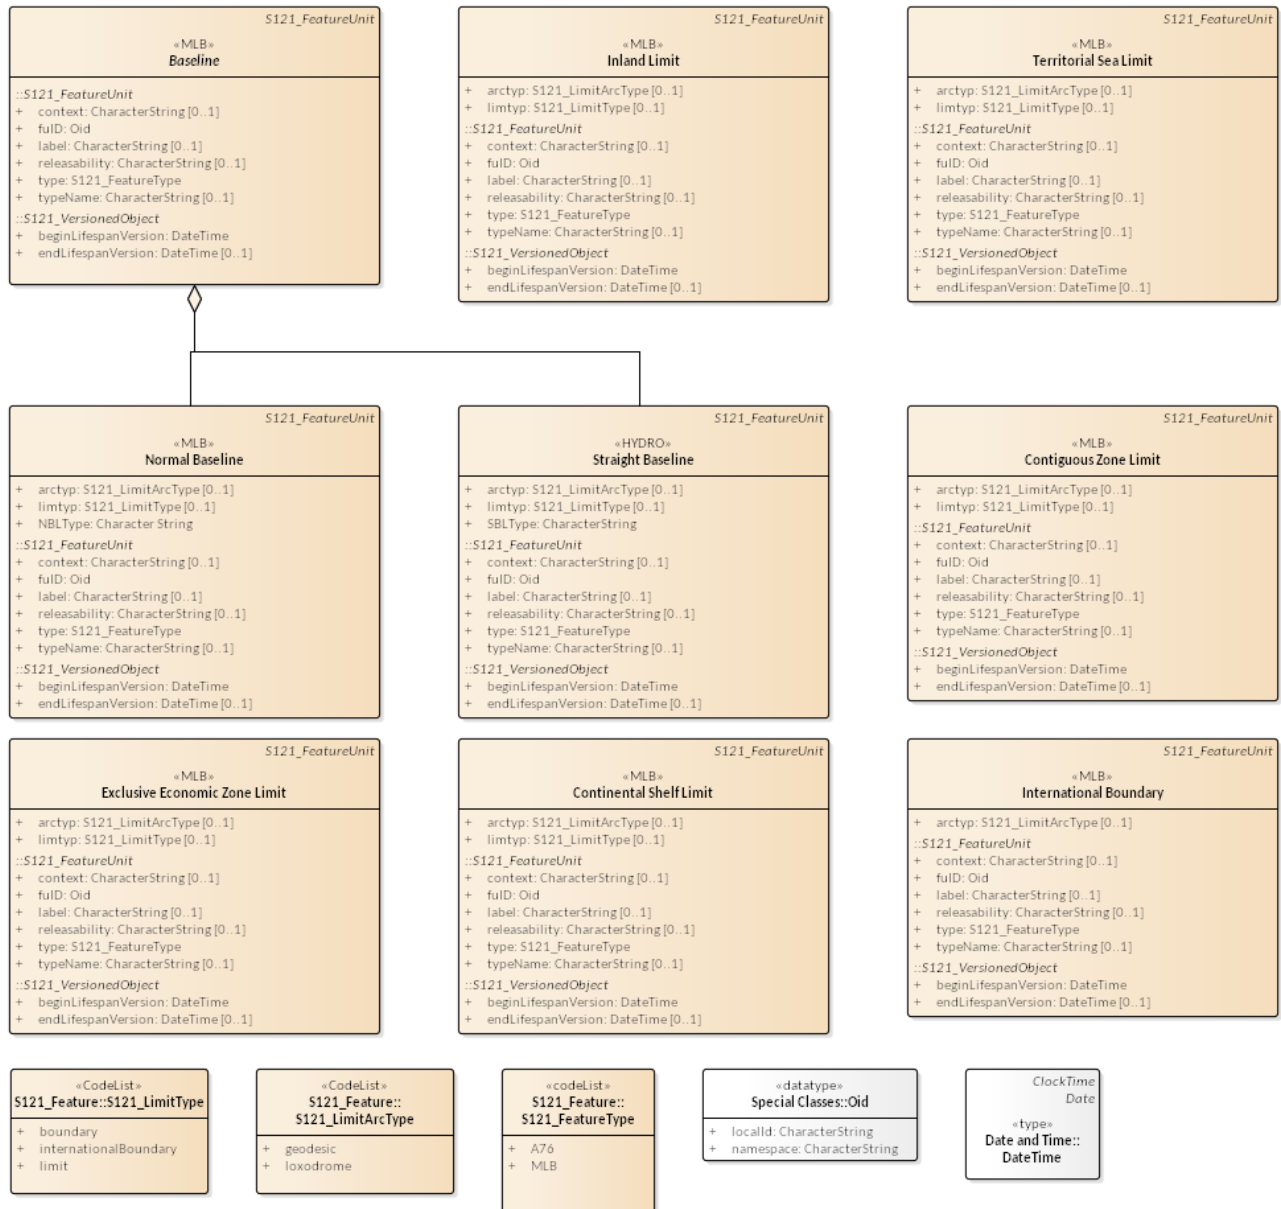 S121_FeatureUnit
«MLB»
Baseline
::S121_FeatureUnit
+ context: CharacterString [0..1]
+ fuID: Oid
+ label: CharacterString [0..1]
+ releasability: CharacterString [0..1]
+ type: S121_FeatureType
+ typeName: CharacterString [0..1]
::S121_VersionedObject
+ beginLifespanVersion: DateTime
+ endLifespanVersion: DateTime [0..1]
S121_FeatureUnit
«MLB»
Inland Limit
+ arctyp: S121_LimitArcType [0..1]
+ limtyp: S121_LimitType [0..1]
::S121_FeatureUnit
+ context: CharacterString [0..1]
+ fuID: Oid
+ label: CharacterString [0..1]
+ releasability: CharacterString [0..1]
+ type: S121_FeatureType
+ typeName: CharacterString [0..1]
::S121_VersionedObject
+ beginLifespanVersion: DateTime
+ endLifespanVersion: DateTime [0..1]
S121_FeatureUnit
«MLB»
Territorial Sea Limit
+ arctyp: S121_LimitArcType [0..1]
+ limtyp: S121_LimitType [0..1]
::S121_FeatureUnit
+ context: CharacterString [0..1]
+ fuID: Oid
+ label: CharacterString [0..1]
+ releasability: CharacterString [0..1]
+ type: S121_FeatureType
+ typeName: CharacterString [0..1]
::S121_VersionedObject
+ beginLifespanVersion: DateTime
+ endLifespanVersion: DateTime [0..1]
S121_FeatureUnit
«MLB»
Normal Baseline
+ arctyp: S121_LimitArcType [0..1]
+ limtyp: S121_LimitType [0..1]
+ NBLType: Character String
::S121_FeatureUnit
+ context: CharacterString [0..1]
+ fuID: Oid
+ label: CharacterString [0..1]
+ releasability: CharacterString [0..1]
+ type: S121_FeatureType
+ typeName: CharacterString [0..1]
::S121_VersionedObject
+ beginLifespanVersion: DateTime
+ endLifespanVersion: DateTime [0..1]
S121_FeatureUnit
«HYDRO»
Straight Baseline
+ arctyp: S121_LimitArcType [0..1]
+ limtyp: S121_LimitType [0..1]
+ SBLType: CharacterString
::S121_FeatureUnit
+ context: CharacterString [0..1]
+ fuID: Oid
+ label: CharacterString [0..1]
+ releasability: CharacterString [0..1]
+ type: S121_FeatureType
+ typeName: CharacterString [0..1]
::S121_VersionedObject
+ beginLifespanVersion: DateTime
+ endLifespanVersion: DateTime [0..1]
S121_FeatureUnit
«MLB»
Contiguous Zone Limit
+ arctyp: S121_LimitArcType [0..1]
+ limtyp: S121_LimitType [0..1]
::S121_FeatureUnit
+ context: CharacterString [0..1]
+ fuID: Oid
+ label: CharacterString [0..1]
+ releasability: CharacterString [0..1]
+ type: S121_FeatureType
+ typeName: CharacterString [0..1]
::S121_VersionedObject
+ beginLifespanVersion: DateTime
+ endLifespanVersion: DateTime [0..1]
S121_FeatureUnit
«MLB»
Exclusive Economic Zone Limit
+ arctyp: S121_LimitArcType [0..1]
+ limtyp: S121_LimitType [0..1]
::S121_FeatureUnit
+ context: CharacterString [0..1]
+ fuID: Oid
+ label: CharacterString [0..1]
+ releasability: CharacterString [0..1]
+ type: S121_FeatureType
+ typeName: CharacterString [0..1]
::S121_VersionedObject
+ beginLifespanVersion: DateTime
+ endLifespanVersion: DateTime [0..1]
S121_FeatureUnit
«MLB»
Continental Shelf Limit
+ arctyp: S121_LimitArcType [0..1]
+ limtyp: S121_LimitType [0..1]
::S121_FeatureUnit
+ context: CharacterString [0..1]
+ fuID: Oid
+ label: CharacterString [0..1]
+ releasability: CharacterString [0..1]
+ type: S121_FeatureType
+ typeName: CharacterString [0..1]
::S121_VersionedObject
+ beginLifespanVersion: DateTime
+ endLifespanVersion: DateTime [0..1]
S121_FeatureUnit
«MLB»
International Boundary
+ arctyp: S121_LimitArcType [0..1]
::S121_FeatureUnit
+ context: CharacterString [0..1]
+ fuID: Oid
+ label: CharacterString [0..1]
+ releasability: CharacterString [0..1]
+ type: S121_FeatureType
+ typeName: CharacterString [0..1]
::S121_VersionedObject
+ beginLifespanVersion: DateTime
+ endLifespanVersion: DateTime [0..1]
«CodeList»
S121_Feature::S121_LimitType
+ boundary
+ internationalBoundary
+ limit
«CodeList»
S121_Feature::
S121_LimitArcType
+ geodesic
+ loxodrome
«codeList»
S121_Feature::
S121_FeatureType
+ A76
+ MLB
«datatype»
Special Classes::Oid
+ localId: CharacterString
+ namespace: CharacterString
ClockTime
Date
«type»
Date and Time::
DateTime